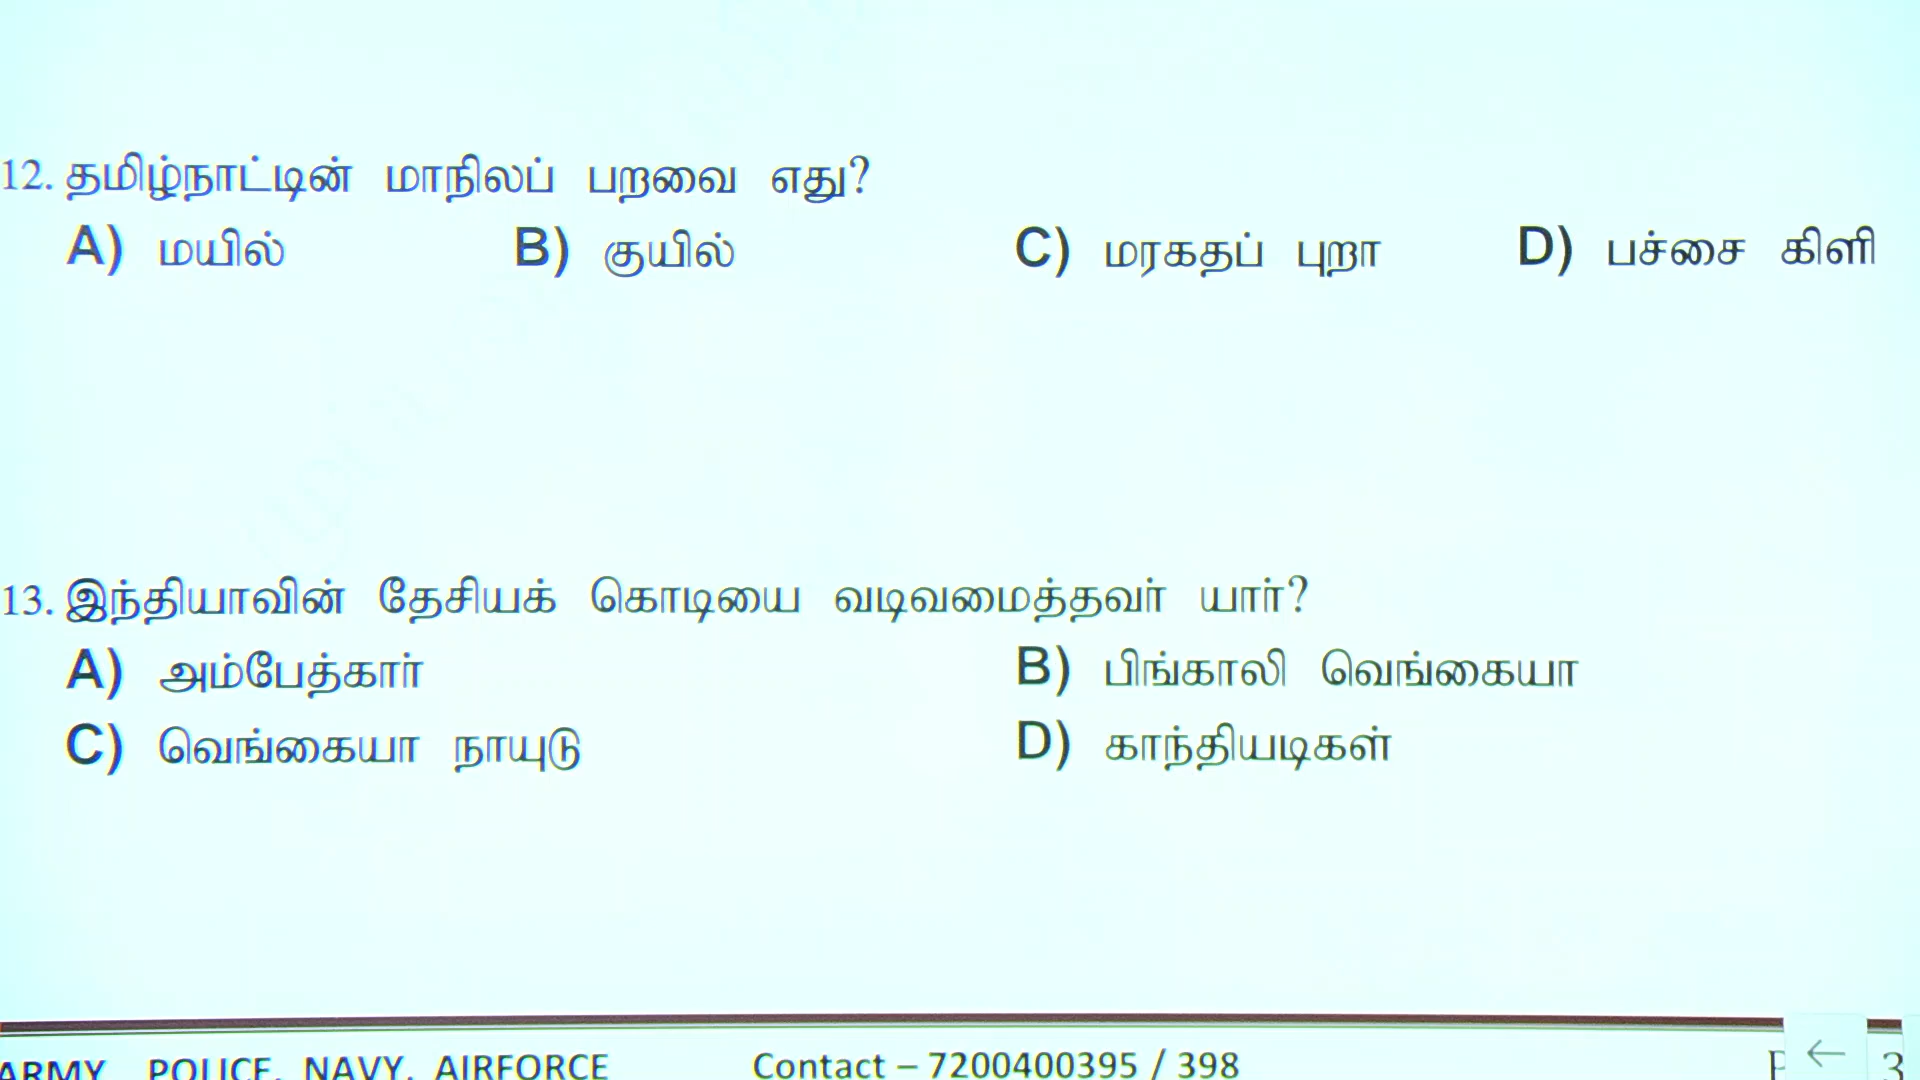 12. தமிழ்நாட்டின் மாநிலப் பறவை எது?
A) மயில் B) குயில் C) மரகதப் புறா D) பச்சை கிளி
13. இந்தியாவின் தேசியக் கொடியை வடிவமைத்தவர் யார்?
A) அம்பேத்கார் B) பிங்காலி வெங்கையா
C) வெங்கையா நாயுடு D) காந்தியடிகள்
ARMY POLICE, NAVY, AIRFORCE Contact – 7200400395 / 398 3